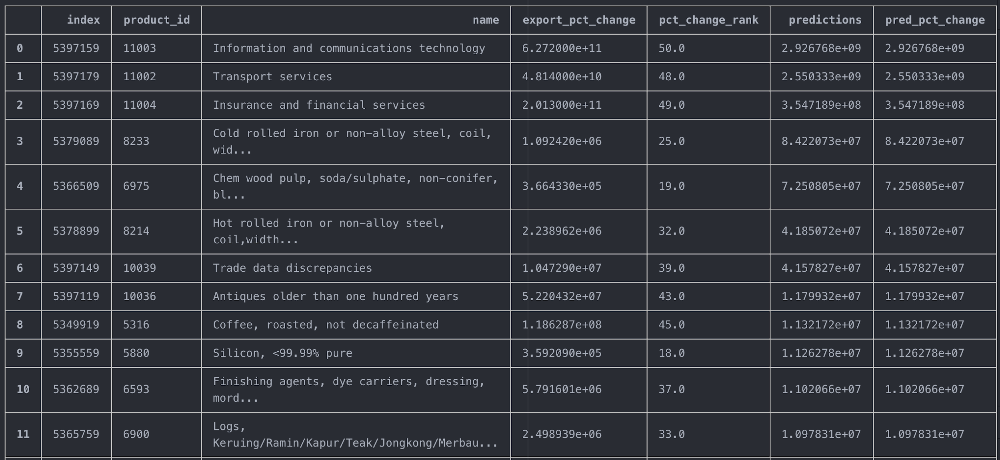 index product_id name export_pct_change pct_change_rank predictions pred_pct_change
0 5397159 11003 Information and communications technology 6.272000e+11 50.0 2.926768e+09 2.926768e+09
1 5397179 11002 Transport services 4.814000e+10 48.0 2.550333e+09 2.550333e+09
2 5397169 11004 Insurance and financial services 2.013000e+11 49.0 3.547189e+08 3.547189e+08
3 5379089 8233 Cold rolled iron or non-alloy steel, coil,
wid... 1.092420e+06 25.0 8.422073e+07 8.422073e+07
4 5366509 6975 Chem wood pulp, soda/sulphate, non-conifer,
bl... 3.664330e+05 19.0 7.250805e+07 7.250805e+07
5 5378899 8214 Hot rolled iron or non-alloy steel,
coil,width... 2.238962e+06 32.0 4.185072e+07 4.185072e+07
6 5397149 10039 Trade data discrepancies 1.047290e+07 39.0 4.157827e+07 4.157827e+07
7 5397119 10036 Antiques older than one hundred years 5.220432e+07 43.0 1.179932e+07 1.179932e+07
8 5349919 5316 Coffee, roasted, not decaffeinated 1.186287e+08 45.0 1.132172e+07 1.132172e+07
9 5355559 5880 Silicon, <99.99% pure 3.592090e+05 18.0 1.126278e+07 1.126278e+07
10 5362689 6593 Finishing agents, dye carriers, dressing,
mord... 5.791601e+06 37.0 1.102066e+07 1.102066e+07
11 5365759 6900 Logs,
Keruing/Ramin/Kapur/Teak/Jongkong/Merbau... 2.498939e+06 33.0 1.097831e+07 1.097831e+07